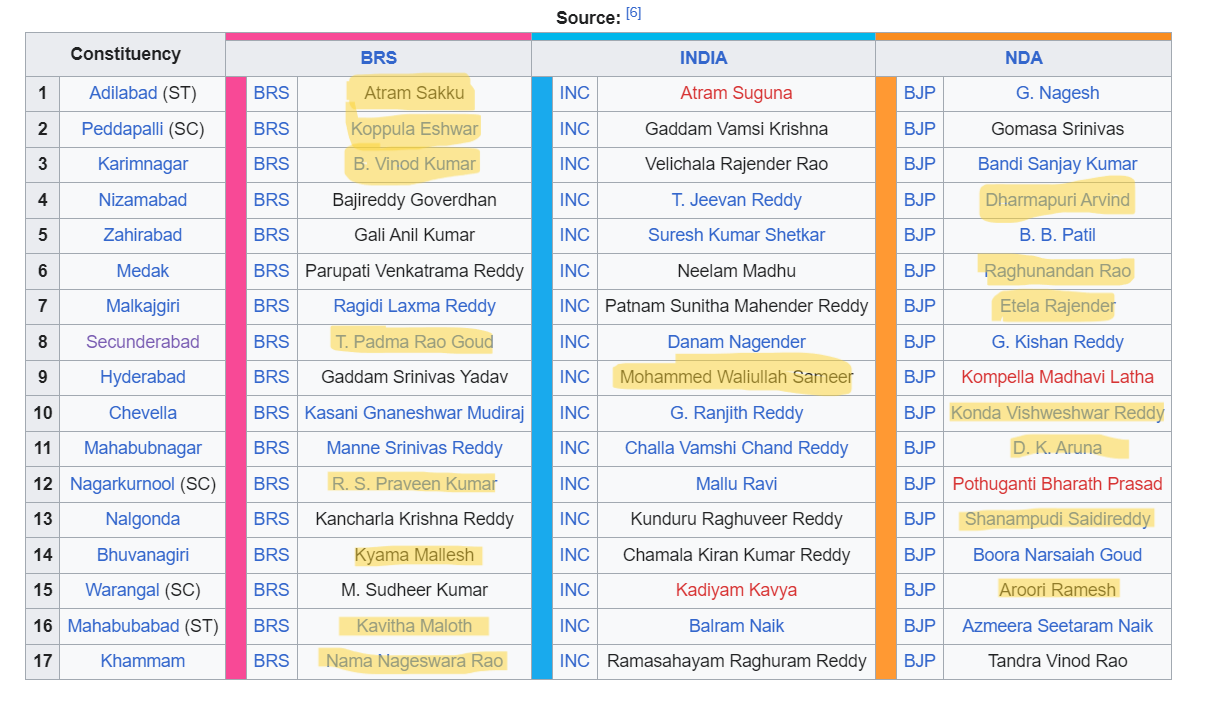 Source: [6]
Constituency BRS INDIA NDA
1 Adilabad (ST) BRS Atram Sakku INC Atram Suguna BJP G. Nagesh
2 Peddapalli (SC) BRS Koppula Eshwar INC Gaddam Vamsi Krishna BJP Gomasa Srinivas
3 Karimnagar BRS B. Vinod Kumar INC Velichala Rajender Rao BJP Bandi Sanjay Kumar
4 Nizamabad BRS Bajireddy Goverdhan INC T. Jeevan Reddy BJP Dharmapuri Arvind
5 Zahirabad BRS Gali Anil Kumar INC Suresh Kumar Shetkar BJP B. B. Patil
6 Medak BRS Parupati Venkatrama Reddy INC Neelam Madhu BJP Raghunandan Rao
7 Malkajgiri BRS Ragidi Laxma Reddy INC Patnam Sunitha Mahender Reddy BJP Etela Rajender
8 Secunderabad BRS T. Padma Rao Goud INC Danam Nagender BJP G. Kishan Reddy
9 Hyderabad BRS Gaddam Srinivas Yadav INC Mohammed Waliullah Sameer BJP Kompella Madhavi Latha
10 Chevella BRS Kasani Gnaneshwar Mudiraj INC G. Ranjith Reddy BJP Konda Vishweshwar Reddy
11 Mahabubnagar BRS Manne Srinivas Reddy INC Challa Vamshi Chand Reddy BJP D. K. Aruna
12 Nagarkurnool (SC) BRS R. S. Praveen Kumar INC Mallu Ravi BJP Pothuganti Bharath Prasad
13 Nalgonda BRS Kancharla Krishna Reddy INC Kunduru Raghuveer Reddy BJP Shanampudi Saidireddy
14 Bhuvanagiri BRS Kyama Mallesh INC Chamala Kiran Kumar Reddy BJP Boora Narsaiah Goud
15 Warangal (SC) BRS M. Sudheer Kumar INC Kadiyam Kavya BJP Aroori Ramesh
16 Mahabubabad (ST) BRS Kavitha Maloth INC Balram Naik BJP Azmeera Seetaram Naik
17 Khammam BRS Nama Nageswara Rao INC Ramasahayam Raghuram Reddy BJP Tandra Vinod Rao